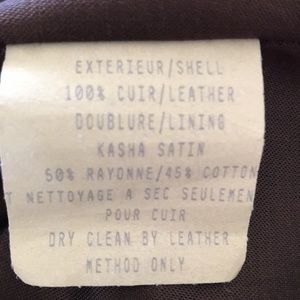 EXTERIEUR/SHELL
100% CUIR/LEATHER
DOUBLURE/LINING
KASHA SATIN
50% RAYONNE/45% COTTON
T NETTOYAGE A SEC SEULEMEN
POUR CUIR
DRY CLEAN BY LEATHER
METHOD ONLY